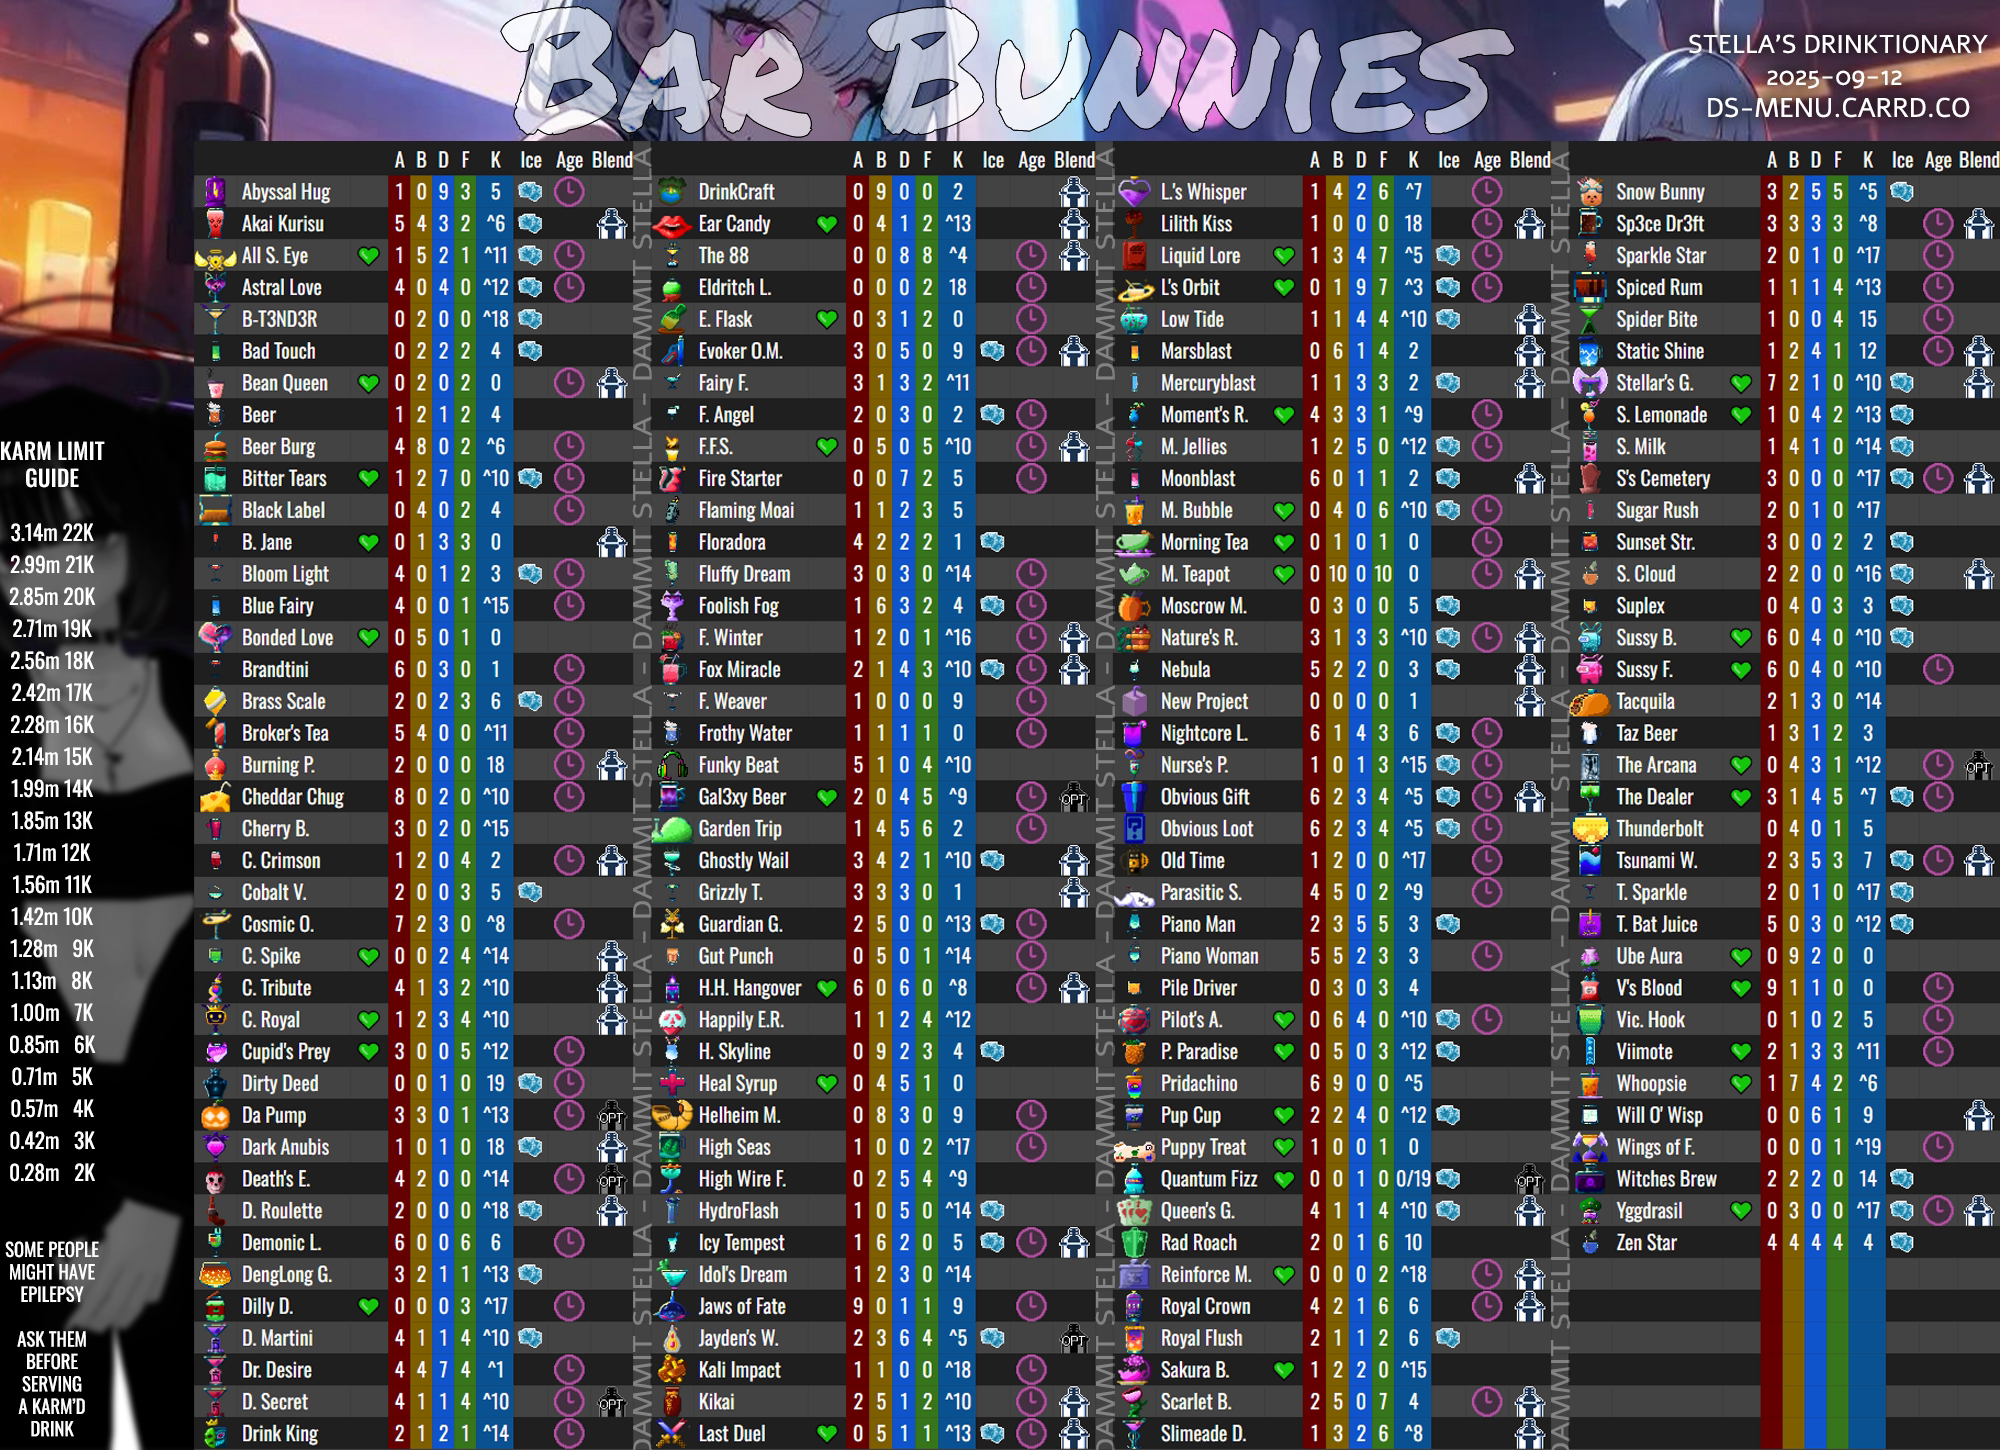 BAR BUNNIES
STELLA'S DRINKTIONARY
2025-09-12
DS-MENU.CARRD.CO
KARM LIMIT
GUIDE
3.14m 22K
2.99m 21K
2.85m 20K
2.71m 19K
2.56m 18K
2.42m 17K
2.28m 16K
2.14m 15K
1.99m 14K
1.85m 13K
1.71m 12K
1.56m 11K
1.42m 10K
1.28m 9K
1.13m 8K
1.00m 7K
0.85m 6K
0.71m 5K
0.57m 4K
0.42m 3K
0.28m 2K
SOME PEOPLE
MIGHT HAVE
EPILEPSY
ASK THEM
BEFORE
SERVING
A KARM'D
DRINK
A B D F K Ice Age Blend
Abyssal Hug 1 0 9 3 5
Akai Kurisu 5 4 3 2 ^6
All S. Eye 1 5 2 1 ^11
Astral Love 4 0 4 0 ^12
B-T3ND3R 0 2 0 0 ^18
Bad Touch 0 2 2 2 4
Bean Queen 0 2 0 2 0
Beer 1 2 1 2 4
Beer Burg 4 8 0 2 ^6
Bitter Tears 1 2 7 0 ^10
Black Label 0 4 0 2 4
B. Jane 0 1 3 3 0
Bloom Light 4 0 1 2 3
Blue Fairy 4 0 0 1 ^15
Bonded Love 0 5 0 1 0
Brandtini 6 0 3 0 1
Brass Scale 2 0 2 3 6
Broker's Tea 5 4 0 0 ^11
Burning P. 2 0 0 0 18
Cheddar Chug 8 0 2 0 ^10
Cherry B. 3 0 2 0 ^15
C. Crimson 1 2 0 4 2
Cobalt V. 2 0 0 3 5
Cosmic O. 7 2 3 0 ^8
C. Spike 0 0 2 4 ^14
C. Tribute 4 1 3 2 ^10
C. Royal 1 2 3 4 ^10
Cupid's Prey 3 0 0 5 ^12
Dirty Deed 0 0 1 0 19
Da Pump 3 3 0 1 ^13 OPT
Dark Anubis 1 0 1 0 18
Death's E. 4 2 0 0 ^14 OPT
D. Roulette 2 0 0 0 ^18
Demonic L. 6 0 0 6 6
DengLong G. 3 2 1 1 ^13
Dilly D. 0 0 0 3 ^17
D. Martini 4 1 1 4 ^10
Dr. Desire 4 4 7 4 ^1
D. Secret 4 1 1 4 ^10 OPT
Drink King 2 1 2 1 ^14
DAMMIT STELLA - DAMMIT STELLA - DAMMIT STELLA - DAMMIT STELLA
A B D F K Ice Age Blend
DrinkCraft 0 9 0 0 2
Ear Candy 0 4 1 2 ^13
The 88 0 0 8 8 ^4
Eldritch L. 0 0 0 2 18
E. Flask 0 3 1 2 0
Evoker O.M. 3 0 5 0 9
Fairy F. 3 1 3 2 ^11
F. Angel 2 0 3 0 2
F.F.S. 0 5 0 5 ^10
Fire Starter 0 0 7 2 5
Flaming Moai 1 1 2 3 5
Floradora 4 2 2 2 1
Fluffy Dream 3 0 3 0 ^14
Foolish Fog 1 6 3 2 4
F. Winter 1 2 0 1 ^16
Fox Miracle 2 1 4 3 ^10
F. Weaver 1 0 0 0 9
Frothy Water 1 1 1 1 0
Funky Beat 5 1 0 4 ^10
Gal3xy Beer 2 0 4 5 ^9 OPT
Garden Trip 1 4 5 6 2
Ghostly Wail 3 4 2 1 ^10
Grizzly T. 3 3 3 0 1
Guardian G. 2 5 0 0 ^13
Gut Punch 0 5 0 1 ^14
H.H. Hangover 6 0 6 0 ^8
Happily E.R. 1 1 2 4 ^12
H. Skyline 0 9 2 3 4
Heal Syrup 0 4 5 1 0
Helheim M. 0 8 3 0 9
High Seas 1 0 0 2 ^17
High Wire F. 0 2 5 4 ^9
HydroFlash 1 0 5 0 ^14
Icy Tempest 1 6 2 0 5
Idol's Dream 1 2 3 0 ^14
Jaws of Fate 9 0 1 1 9
Jayden's W. 2 3 6 4 ^5 OPT
Kali Impact 1 1 0 0 ^18
Kikai 2 5 1 2 ^10
Last Duel 0 5 1 1 ^13
DAMMIT STELLA - DAMMIT STELLA - DAMMIT STELLA - DAMMIT STELLA
A B D F K Ice Age Blend
L.'s Whisper 1 4 2 6 ^7
Lilith Kiss 1 0 0 0 18
Liquid Lore 1 3 4 7 ^5
L's Orbit 0 1 9 7 ^3
Low Tide 1 1 4 4 ^10
Marsblast 0 6 1 4 2
Mercuryblast 1 1 3 3 2
Moment's R. 4 3 3 1 ^9
M. Jellies 1 2 5 0 ^12
Moonblast 6 0 1 1 2
M. Bubble 0 4 0 6 ^10
Morning Tea 0 1 0 1 0
M. Teapot 0 10 0 10 0
Moscrow M. 0 3 0 0 5
Nature's R. 3 1 3 3 ^10
Nebula 5 2 2 0 3
New Project 0 0 0 0 1
Nightcore L. 6 1 4 3 6
Nurse's P. 1 0 1 3 ^15
Obvious Gift 6 2 3 4 ^5
Obvious Loot 6 2 3 4 ^5
Old Time 1 2 0 0 ^17
Parasitic S. 4 5 0 2 ^9
Piano Man 2 3 5 5 3
Piano Woman 5 5 2 3 3
Pile Driver 0 3 0 3 4
Pilot's A. 0 6 4 0 ^10
P. Paradise 0 5 0 3 ^12
Pridachino 6 9 0 0 ^5
Pup Cup 2 2 4 0 ^12
Puppy Treat 1 0 0 1 0
Quantum Fizz 0 0 1 0 0/19 OPT
Queen's G. 4 1 1 4 ^10
Rad Roach 2 0 1 6 10
Reinforce M. 0 0 0 2 ^18
Royal Crown 4 2 1 6 6
Royal Flush 2 1 1 2 6
Sakura B. 1 2 2 0 ^15
Scarlet B. 2 5 0 7 4
Slimeade D. 1 3 2 6 ^8
DAMMIT STELLA - DAMMIT STELLA - DAMMIT STELLA - DAMMIT STELLA
A B D F K Ice Age Blend
Snow Bunny 3 2 5 5 ^5
Sp3ce Dr3ft 3 3 3 3 ^8
Sparkle Star 2 0 1 0 ^17
Spiced Rum 1 1 1 4 ^13
Spider Bite 1 0 0 4 15
Static Shine 1 2 4 1 12
Stellar's G. 7 2 1 0 ^10
S. Lemonade 1 0 4 2 ^13
S. Milk 1 4 1 0 ^14
S's Cemetery 3 0 0 0 ^17
Sugar Rush 2 0 1 0 ^17
Sunset Str. 3 0 0 2 2
S. Cloud 2 2 0 0 ^16
Suplex 0 4 0 3 3
Sussy B. 6 0 4 0 ^10
Sussy F. 6 0 4 0 ^10
Tacquila 2 1 3 0 ^14
Taz Beer 1 3 1 2 3
The Arcana 0 4 3 1 ^12 OPT
The Dealer 3 1 4 5 ^7
Thunderbolt 0 4 0 1 5
Tsunami W. 2 3 5 3 7
T. Sparkle 2 0 1 0 ^17
T. Bat Juice 5 0 3 0 ^12
Ube Aura 0 9 2 0 0
V's Blood 9 1 1 0 0
Vic. Hook 0 1 0 2 5
Viimote 2 1 3 3 ^11
Whoopsie 1 7 4 2 ^6
Will O' Wisp 0 0 6 1 9
Wings of F. 0 0 0 1 ^19
Witches Brew 2 2 2 0 14
Yggdrasil 0 3 0 0 ^17
Zen Star 4 4 4 4 4